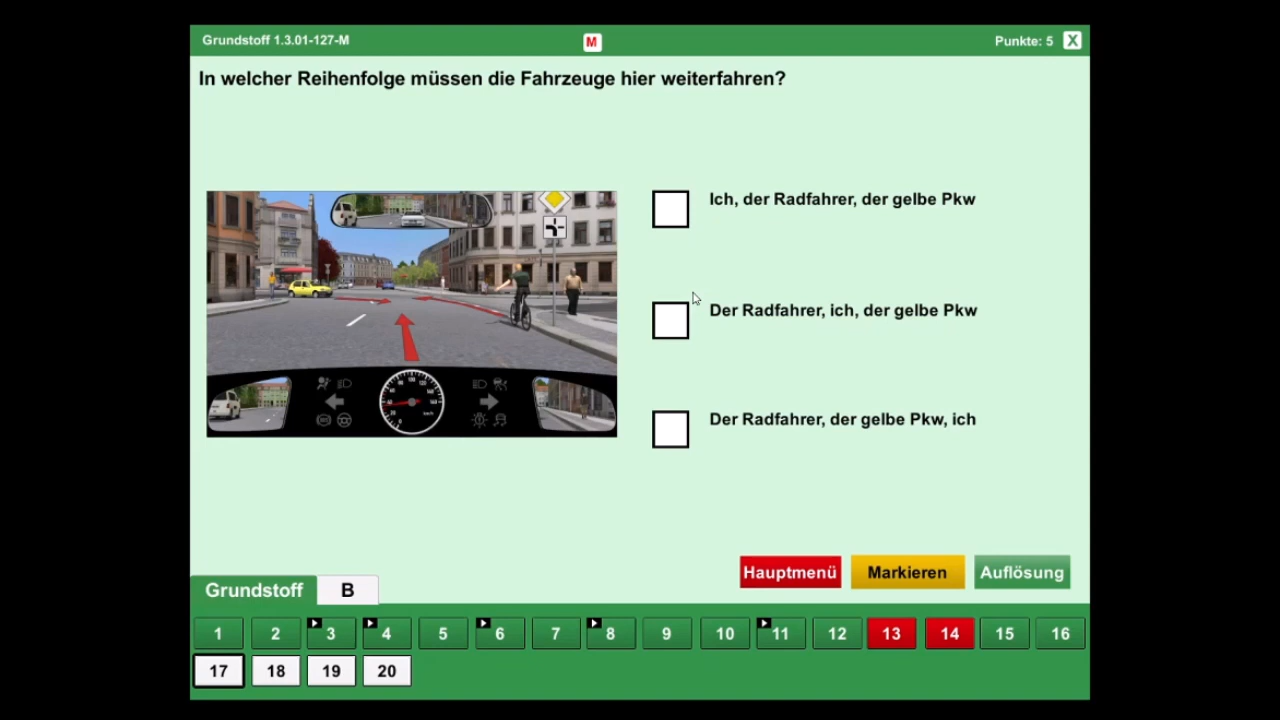 Grundstoff 1.3.01-127-M
M
Punkte: 5 X
In welcher Reihenfolge müssen die Fahrzeuge hier weiterfahren?
Ich, der Radfahrer, der gelbe Pkw
Der Radfahrer, ich, der gelbe Pkw
Der Radfahrer, der gelbe Pkw, ich
Hauptmenü Markieren Auflösung
Grundstoff B
1 2 3 4 5 6 7 8 9 10 11 12 13 14 15 16
17 18 19 20